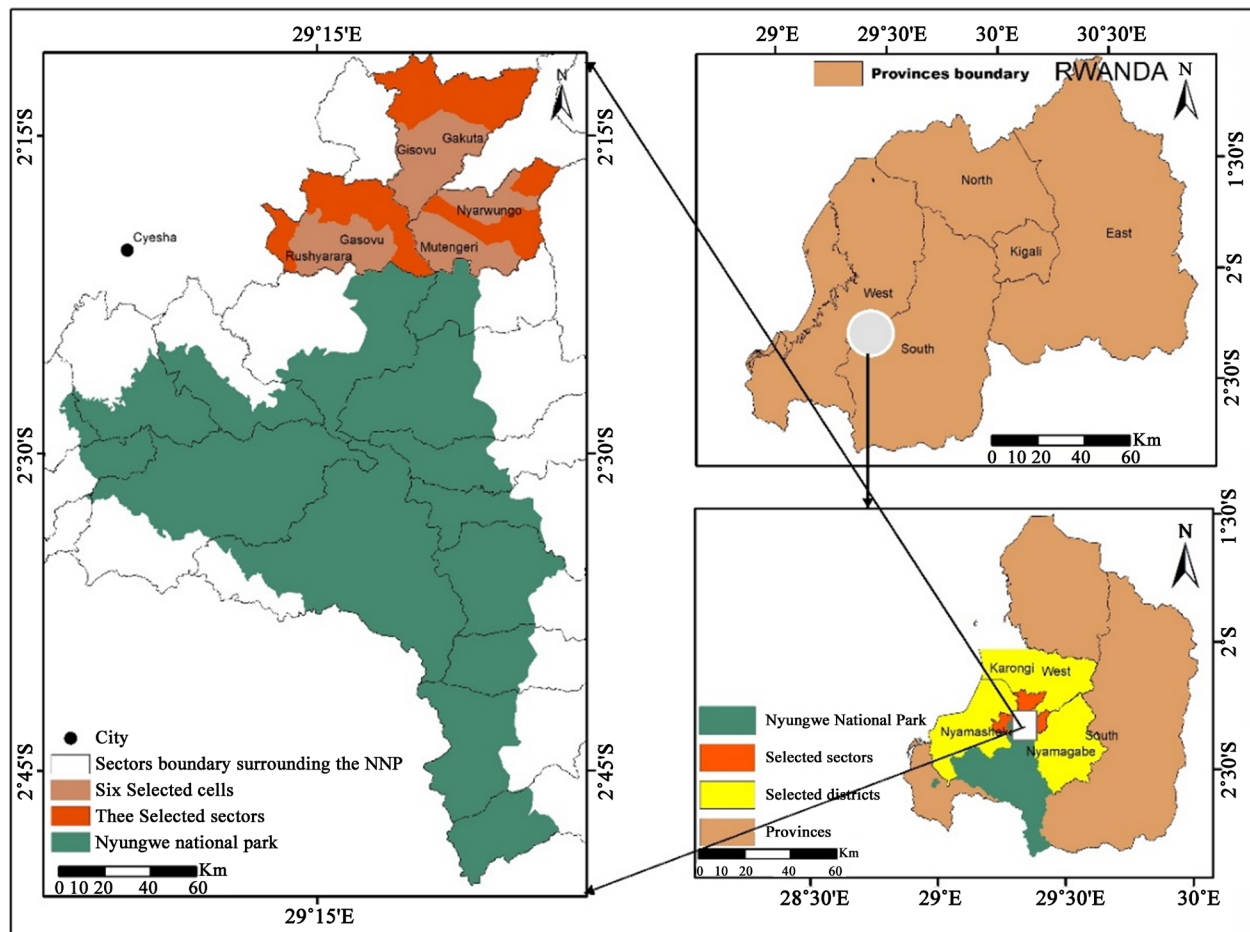 29°15'E
N
2°15'S
2°15'S
Gakuta
Gisovu
Nyarwungo
Cyesha
Gasovu
Mutengeri
Rushyarara
2°30'S
2°30'S
City
Sectors boundary surrounding the NNP
Six Selected cells
Thee Selected sectors
Nyungwe national park
Km
0 10 20 40 60
2°45'S
2°45'S
29°15'E
29°E 29°30'E 30°E 30°30'E
Provinces boundary RWANDA N
1°30'S
North
East
Kigali
2°S
West
South
2°30'S
Km
0 10 20 40 60
1°30'S
N
2°S
Karongi West
Nyungwe National Park
Nyamasheke South
Nyamagabe
Selected sectors
2°30'S
Selected districts
Provinces
Km
0 10 20 40 60
28°30'E 29°E 29°30'E 30°E